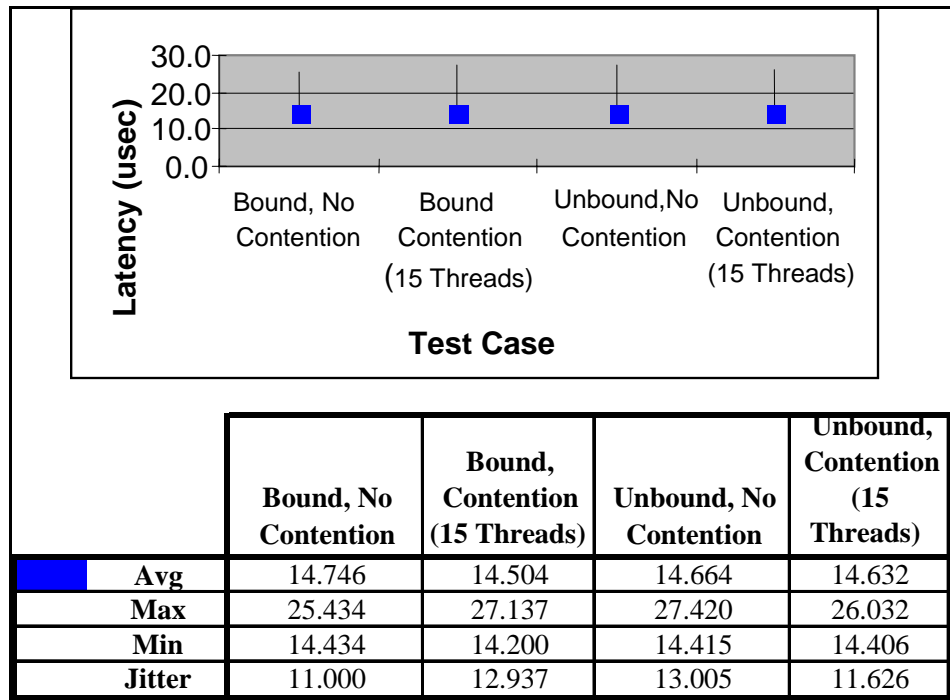 30.0
20.0
10.0
0.0
Latency (usec)
Bound, No Contention
Bound Contention (15 Threads)
Unbound,No Contention
Unbound, Contention (15 Threads)
Test Case
Bound, No Contention
Bound, Contention (15 Threads)
Unbound, No Contention
Unbound, Contention (15 Threads)
Avg 14.746 14.504 14.664 14.632
Max 25.434 27.137 27.420 26.032
Min 14.434 14.200 14.415 14.406
Jitter 11.000 12.937 13.005 11.626